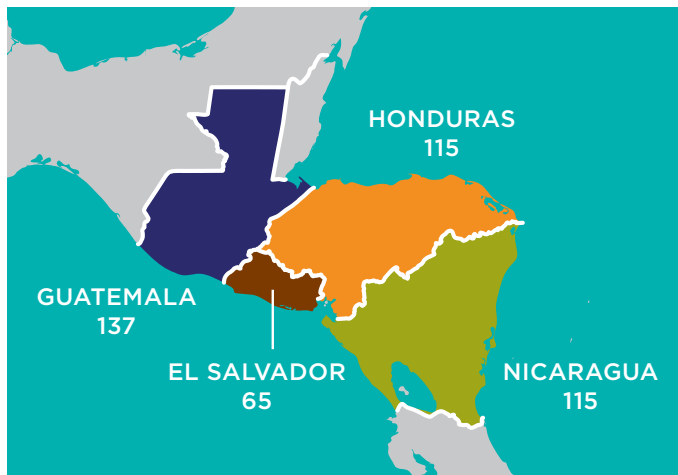 HONDURAS
115
GUATEMALA
137
EL SALVADOR
65
NICARAGUA
115